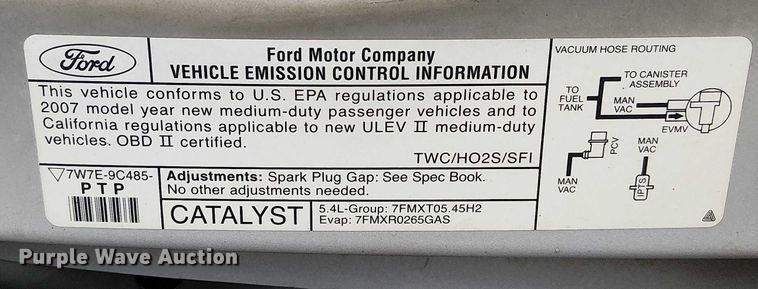 Ford
Ford Motor Company
VEHICLE EMISSION CONTROL INFORMATION
This vehicle conforms to U.S. EPA regulations applicable to
2007 model year new medium-duty passenger vehicles and to
California regulations applicable to new ULEV II medium-duty
vehicles. OBD II certified.
TWC/HO2S/SFI
7W7E-9C485-
PTP
Adjustments: Spark Plug Gap: See Spec Book.
No other adjustments needed.
CATALYST
5.4L-Group: 7FMXT05.45H2
Evap: 7FMXR0265GAS
VACUUM HOSE ROUTING
TO CANISTER
ASSEMBLY
TO
FUEL
TANK
MAN
VAC
EVMV
PCV
MAN
VAC
MAN
VAC
IPTS
Purple Wave Auction